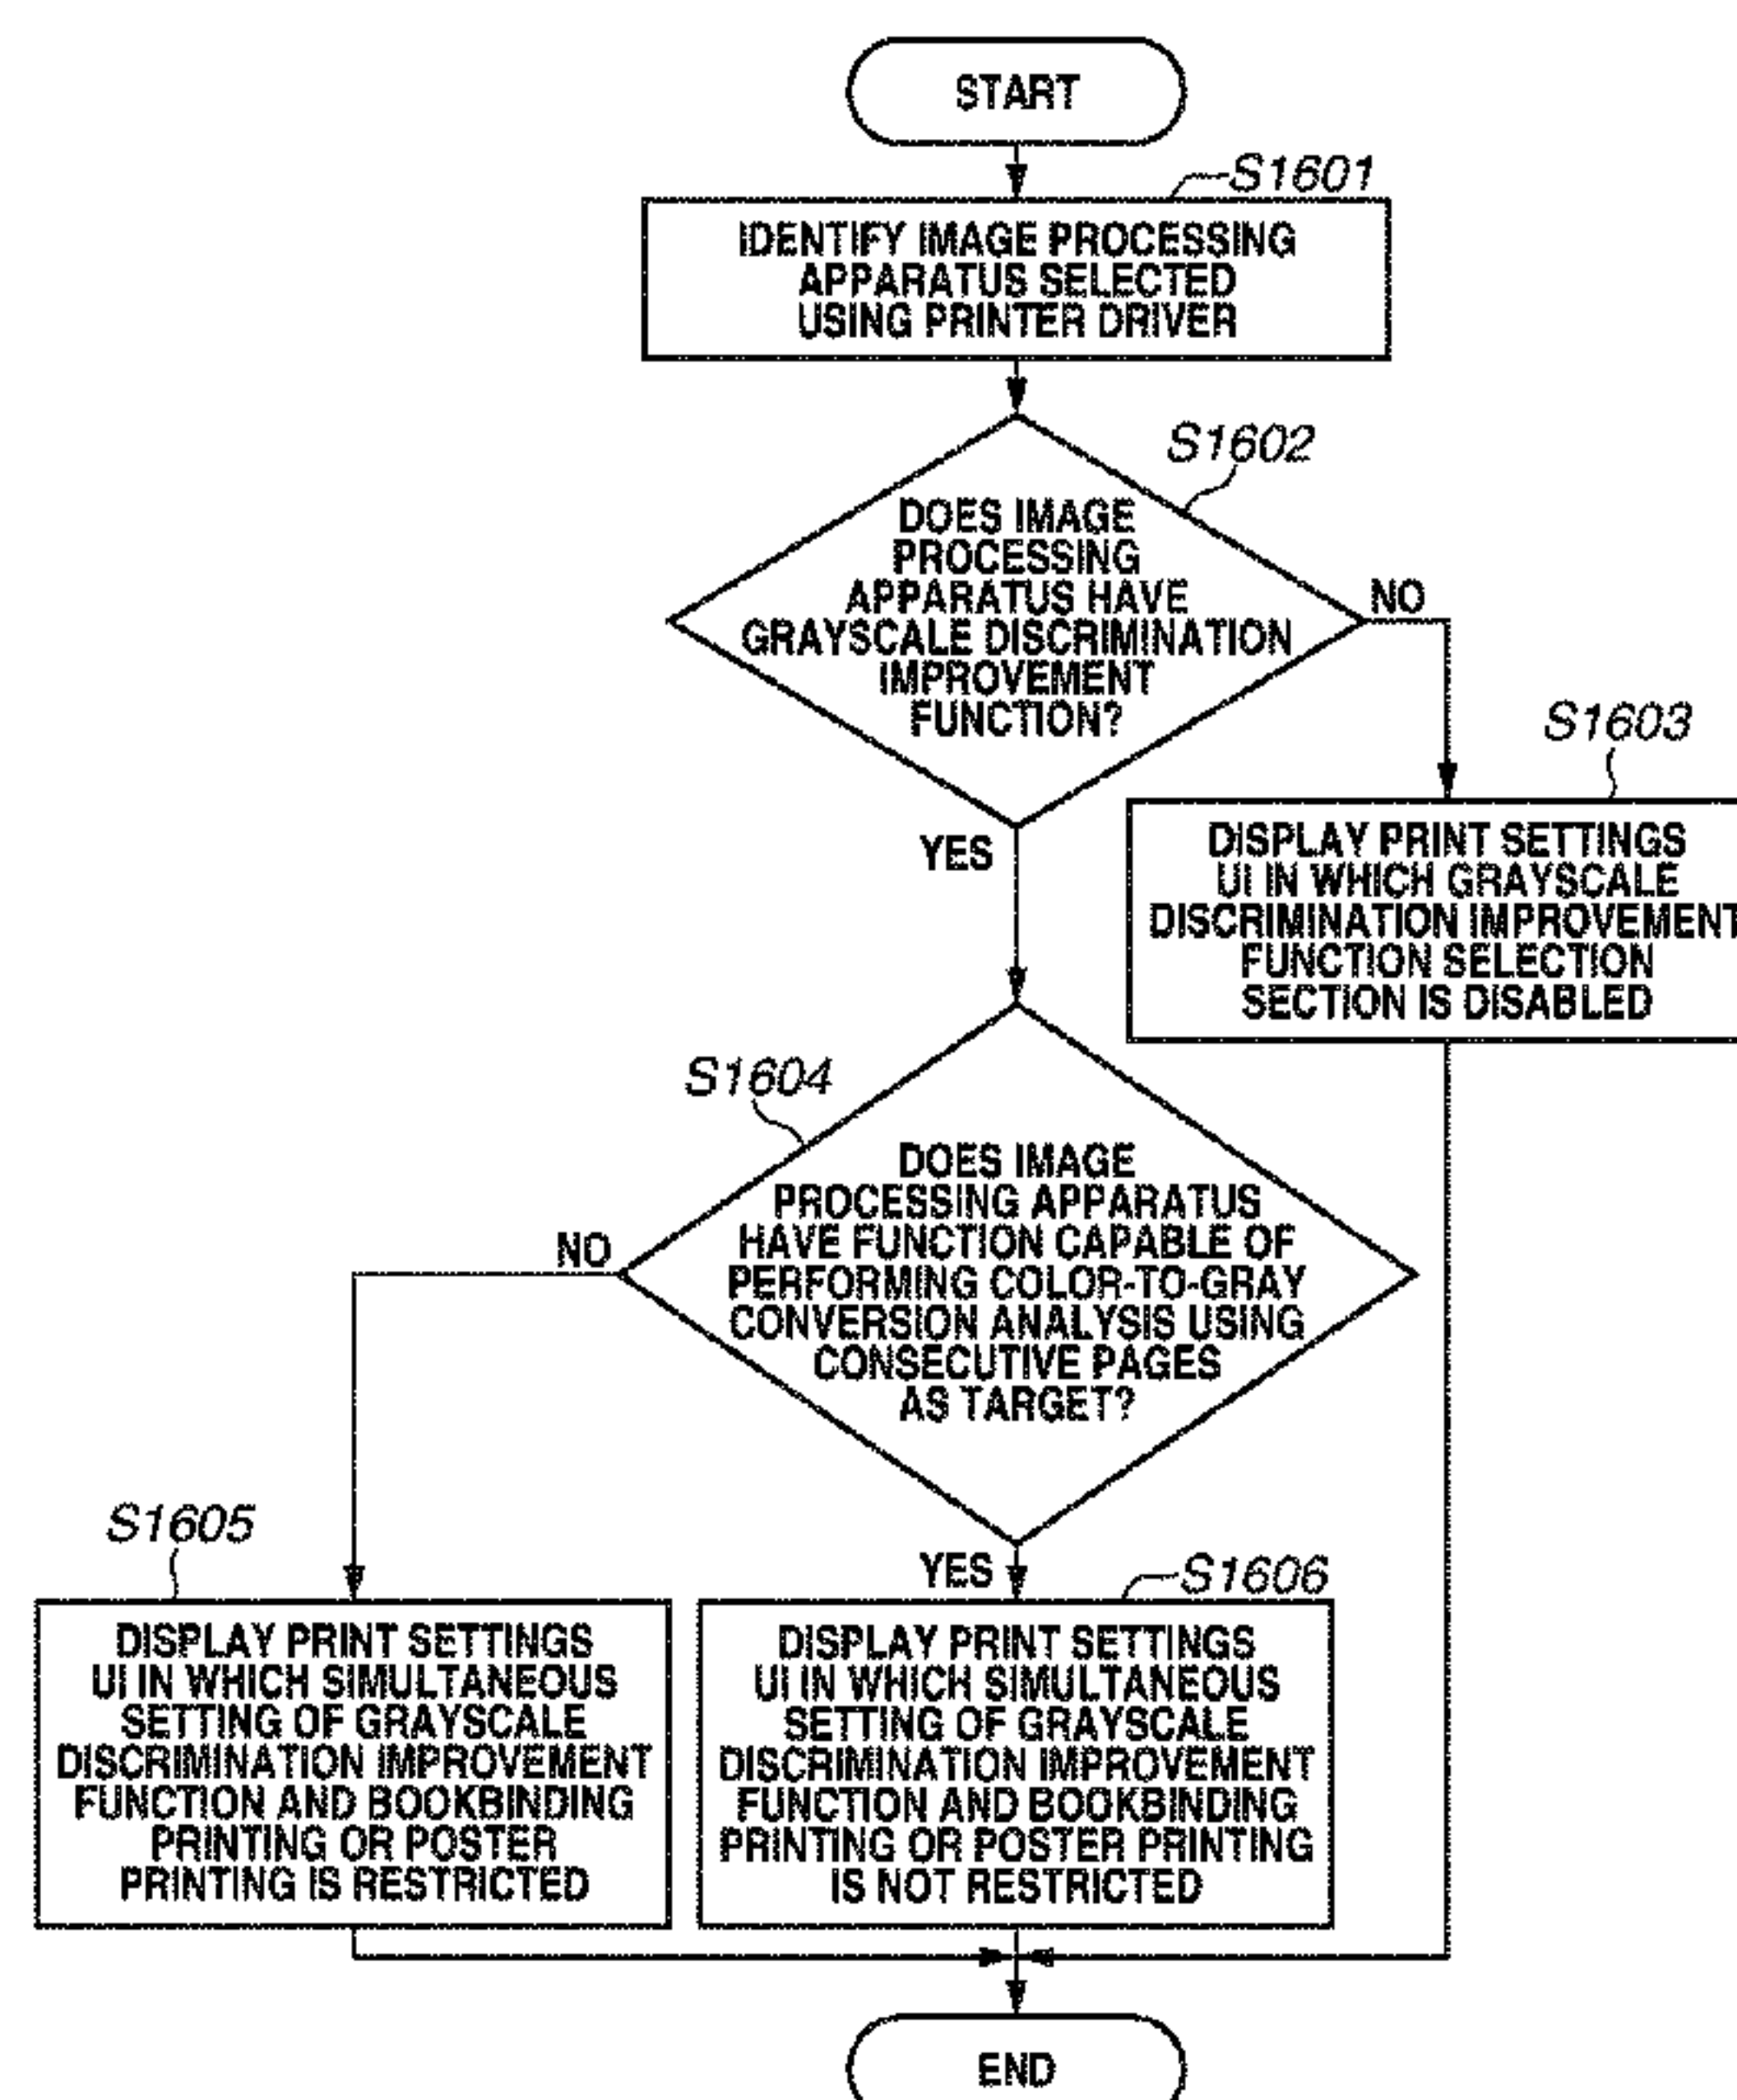 START
S1601
IDENTIFY IMAGE PROCESSING
APPARATUS SELECTED
USING PRINTER DRIVER
S1602
DOES IMAGE
PROCESSING
APPARATUS HAVE
GRAYSCALE DISCRIMINATION
IMPROVEMENT
FUNCTION?
NO
YES
S1603
DISPLAY PRINT SETTINGS
UI IN WHICH GRAYSCALE
DISCRIMINATION IMPROVEMENT
FUNCTION SELECTION
SECTION IS DISABLED
S1604
DOES IMAGE
PROCESSING APPARATUS
HAVE FUNCTION CAPABLE OF
PERFORMING COLOR-TO-GRAY
CONVERSION ANALYSIS USING
CONSECUTIVE PAGES
AS TARGET?
NO
YES
S1605
DISPLAY PRINT SETTINGS
UI IN WHICH SIMULTANEOUS
SETTING OF GRAYSCALE
DISCRIMINATION IMPROVEMENT
FUNCTION AND BOOKBINDING
PRINTING OR POSTER
PRINTING IS RESTRICTED
S1606
DISPLAY PRINT SETTINGS
UI IN WHICH SIMULTANEOUS
SETTING OF GRAYSCALE
DISCRIMINATION IMPROVEMENT
FUNCTION AND BOOKBINDING
PRINTING OR POSTER PRINTING
IS NOT RESTRICTED
END